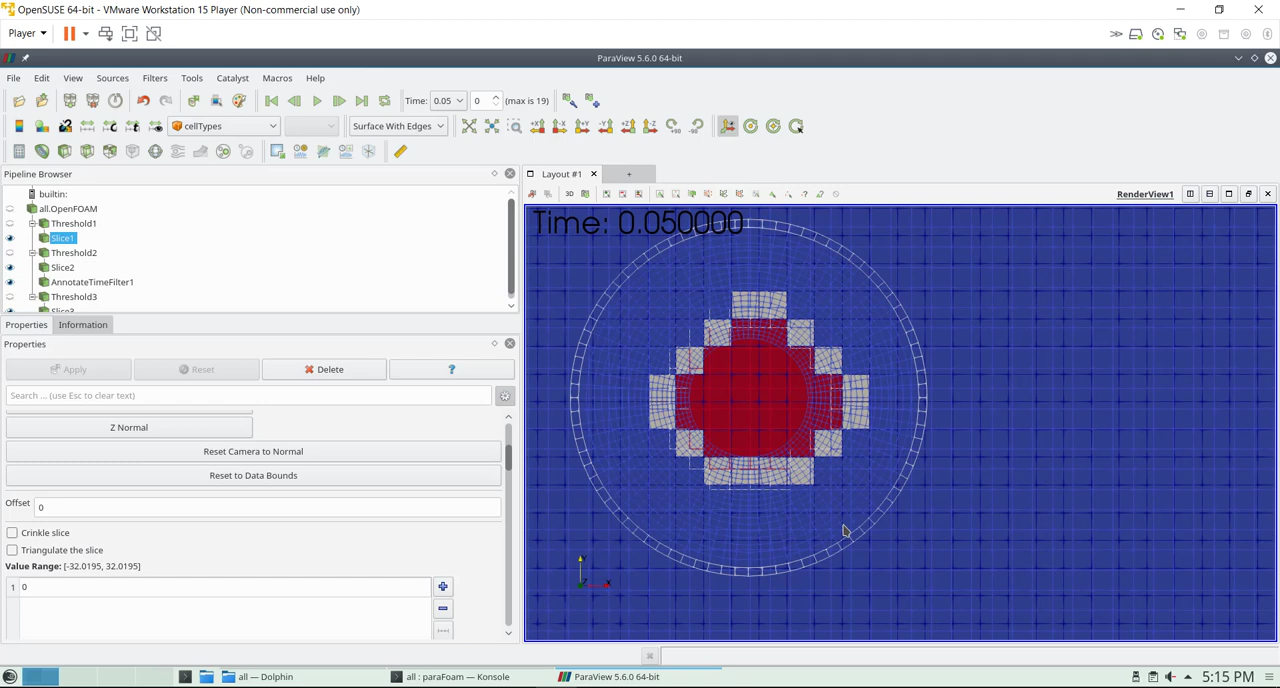 OpenSUSE 64-bit - VMware Workstation 15 Player (Non-commercial use only)
Player
ParaView 5.6.0 64-bit
File Edit View Sources Filters Tools Catalyst Macros Help
Time: 0.05 0 (max is 19)
cellTypes Surface With Edges +X -X +Y -Y +Z -Z +90 -90
Pipeline Browser
Layout #1 +
builtin:
3D RenderView1
all.OpenFOAM
Threshold1
Slice1
Threshold2
Slice2
AnnotateTimeFilter1
Threshold3
Slice3
Time: 0.050000
Properties Information
Properties
Apply Reset Delete ?
Search ... (use Esc to clear text)
Z Normal
Reset Camera to Normal
Reset to Data Bounds
Offset 0
Crinkle slice
Triangulate the slice
Value Range: [-32.0195, 32.0195]
1 0
Y
Z X
all — Dolphin all : paraFoam — Konsole ParaView 5.6.0 64-bit 5:15 PM